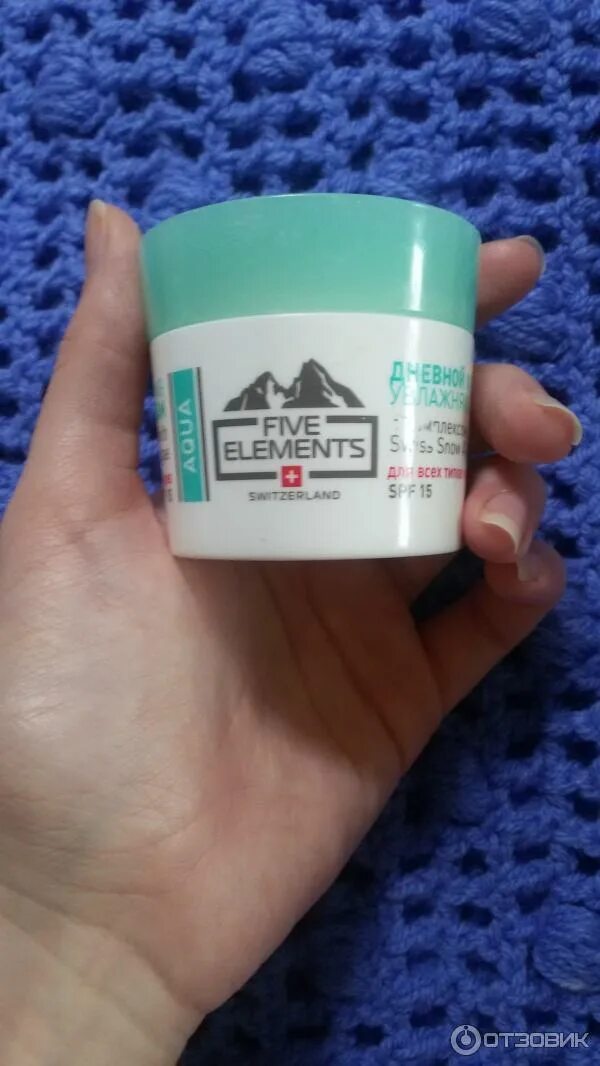 AQUA
FIVE
ELEMENTS
SWITZERLAND
ДНЕВНОЙ
Swiss Snow
для всех типов
SPF 15
ОТЗОВИК